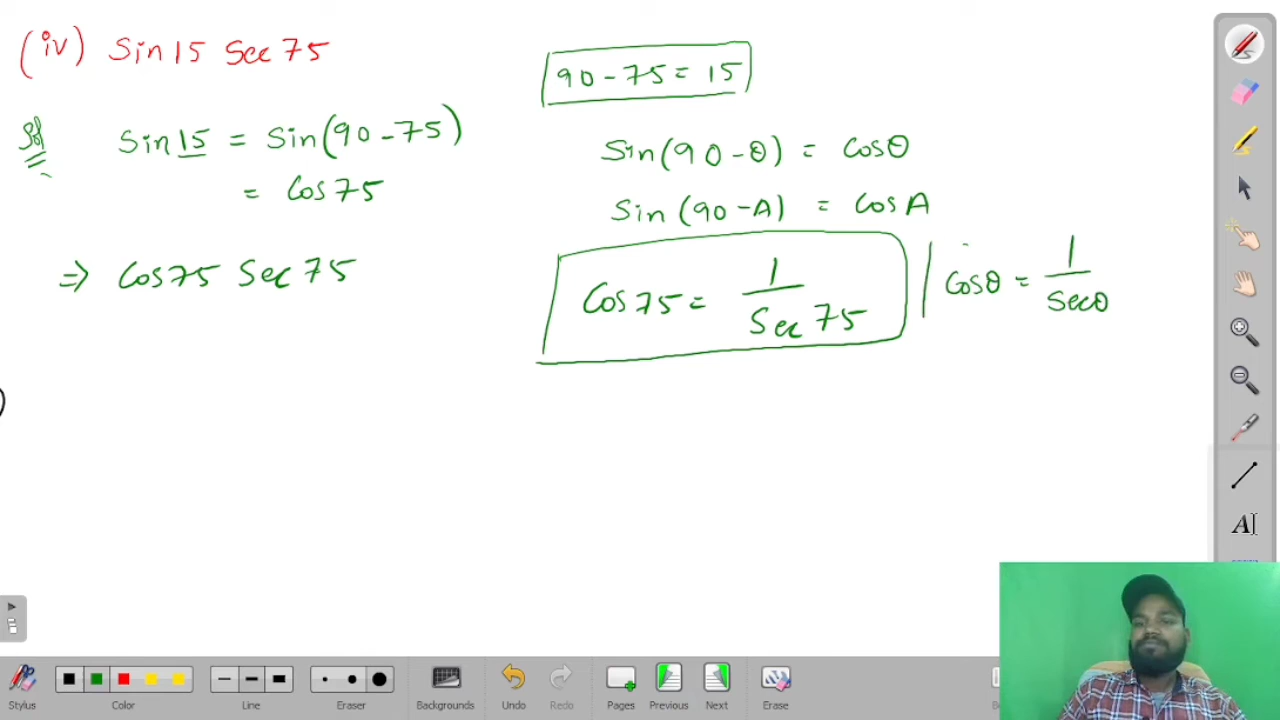 (iv) Sin 15 Sec 75
90 - 75 = 15
Sol
Sin 15 = Sin(90 - 75)
= Cos 75
Sin(90 - θ) = Cosθ
Sin (90 - A) = Cos A
⇒ Cos 75 Sec 75
Cos 75 = 1 / Sec 75
Cosθ = 1 / Secθ
)
A
Stylus
Color
Line
Eraser
Backgrounds
Undo
Redo
Pages
Previous
Next
Erase